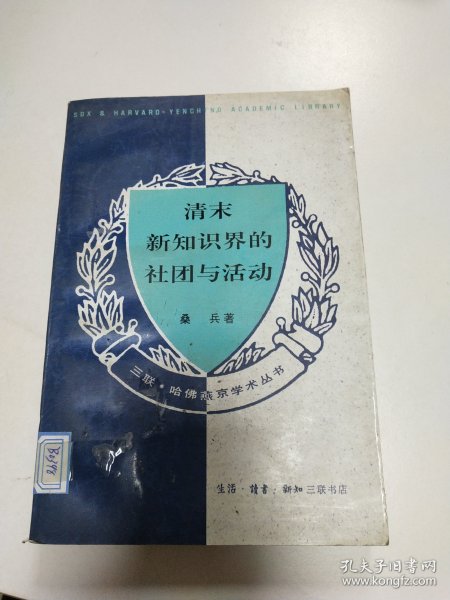 SDX & HARVARD-YENCHING ACADEMIC LIBRARY
清末
新知识界的
社团与活动
桑 兵著
三联·哈佛燕京学术丛书
生活·讀書·新知三联书店
孔夫子旧书网
www.kongfz.com